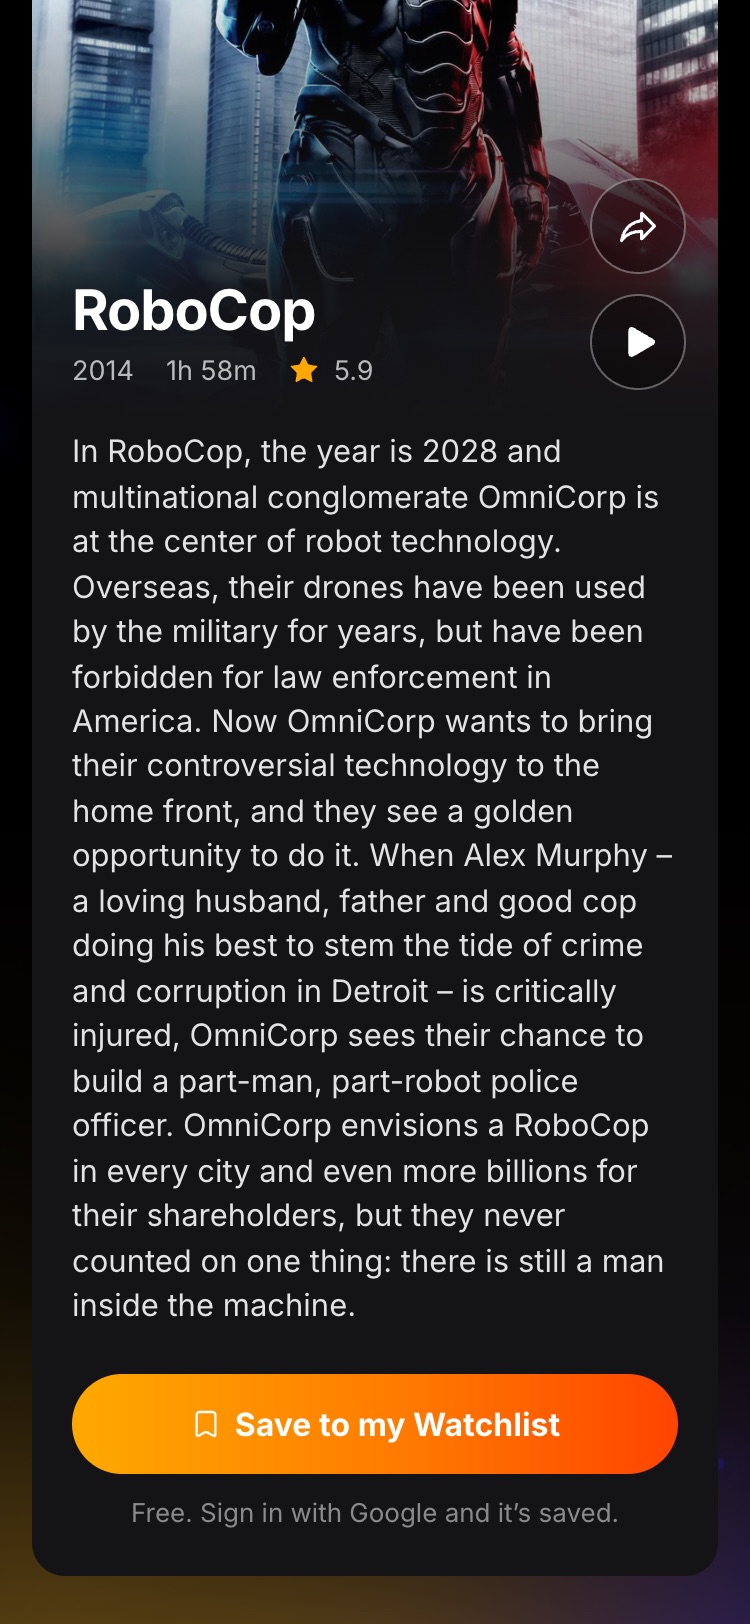 RoboCop
2014 1h 58m 5.9
In RoboCop, the year is 2028 and
multinational conglomerate OmniCorp is
at the center of robot technology.
Overseas, their drones have been used
by the military for years, but have been
forbidden for law enforcement in
America. Now OmniCorp wants to bring
their controversial technology to the
home front, and they see a golden
opportunity to do it. When Alex Murphy –
a loving husband, father and good cop
doing his best to stem the tide of crime
and corruption in Detroit – is critically
injured, OmniCorp sees their chance to
build a part-man, part-robot police
officer. OmniCorp envisions a RoboCop
in every city and even more billions for
their shareholders, but they never
counted on one thing: there is still a man
inside the machine.
Save to my Watchlist
Free. Sign in with Google and it’s saved.